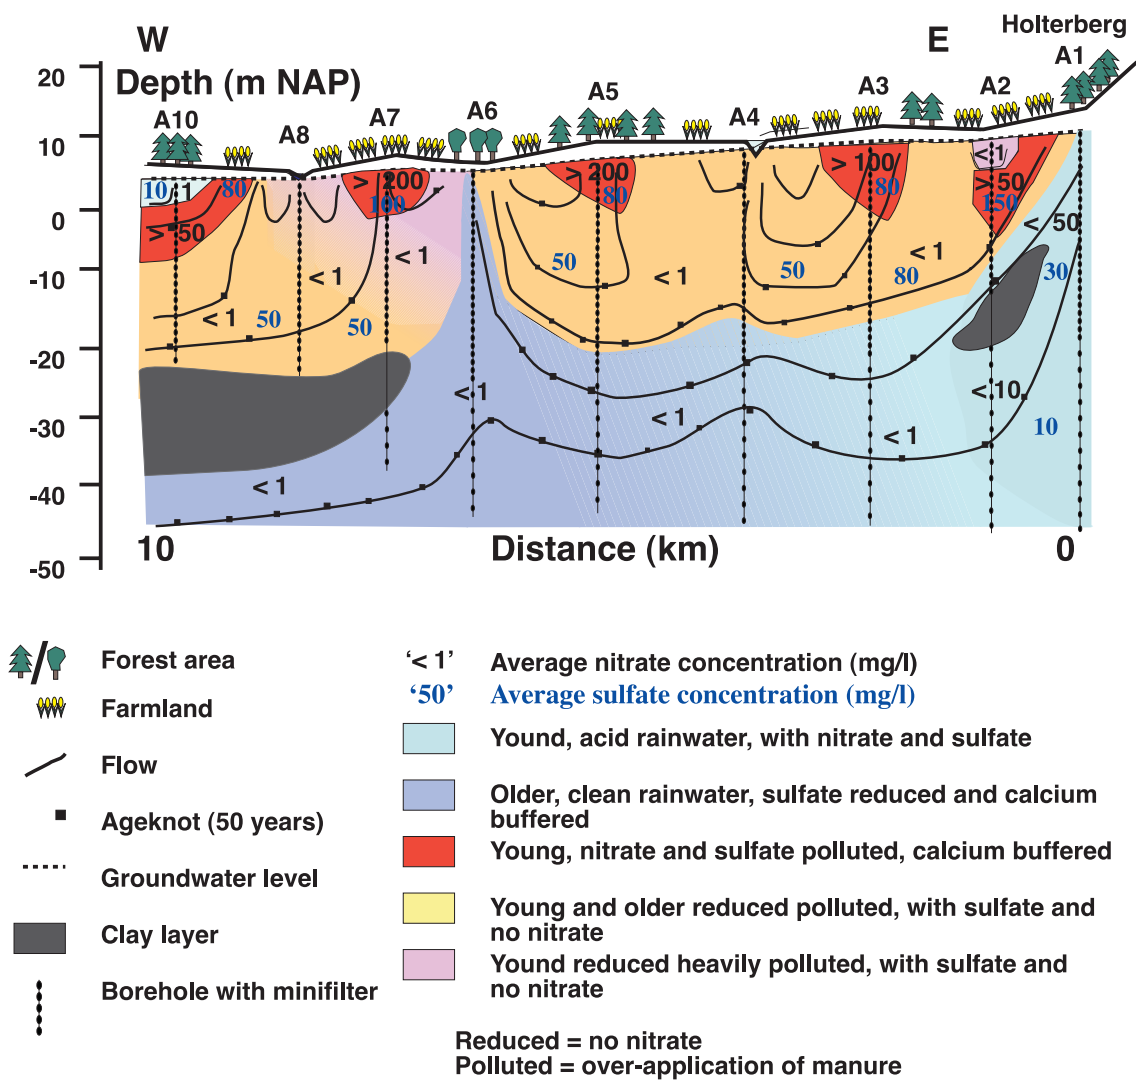 W
E
Holterberg
A1
Depth (m NAP)
20
10
0
-10
-20
-30
-40
-50
A10
A8
A7
A6
A5
A4
A3
A2
10
1
80
> 50
> 200
100
> 200
80
> 100
80
< 1
> 50
150
< 50
30
< 1
< 1
50
< 1
50
< 1
50
50
< 1
80
< 1
50
< 1
< 1
< 1
< 10
10
< 1
10
Distance (km)
0
Forest area
Farmland
Flow
Ageknot (50 years)
Groundwater level
Clay layer
Borehole with minifilter
‘< 1’ Average nitrate concentration (mg/l)
‘50’ Average sulfate concentration (mg/l)
Yound, acid rainwater, with nitrate and sulfate
Older, clean rainwater, sulfate reduced and calcium
buffered
Young, nitrate and sulfate polluted, calcium buffered
Young and older reduced polluted, with sulfate and
no nitrate
Yound reduced heavily polluted, with sulfate and
no nitrate
Reduced = no nitrate
Polluted = over-application of manure